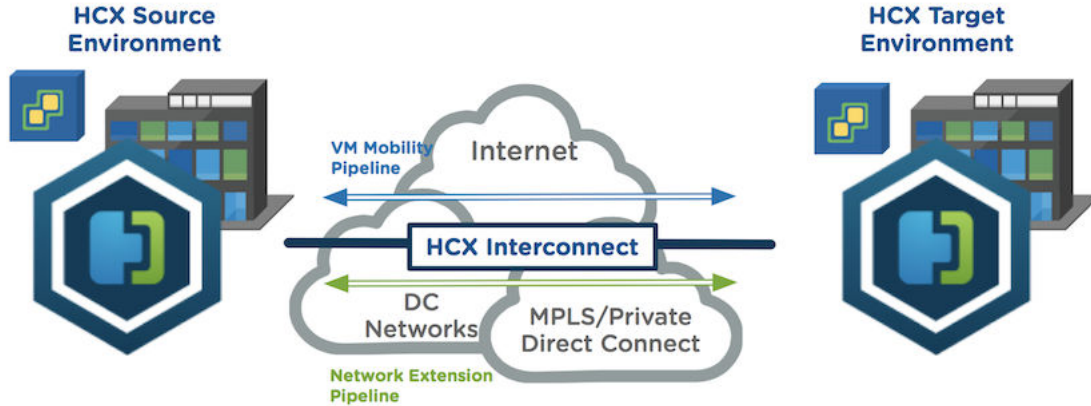 HCX Source
Environment
HCX Target
Environment
VM Mobility
Pipeline
Internet
HCX Interconnect
DC
Networks
MPLS/Private
Direct Connect
Network Extension
Pipeline